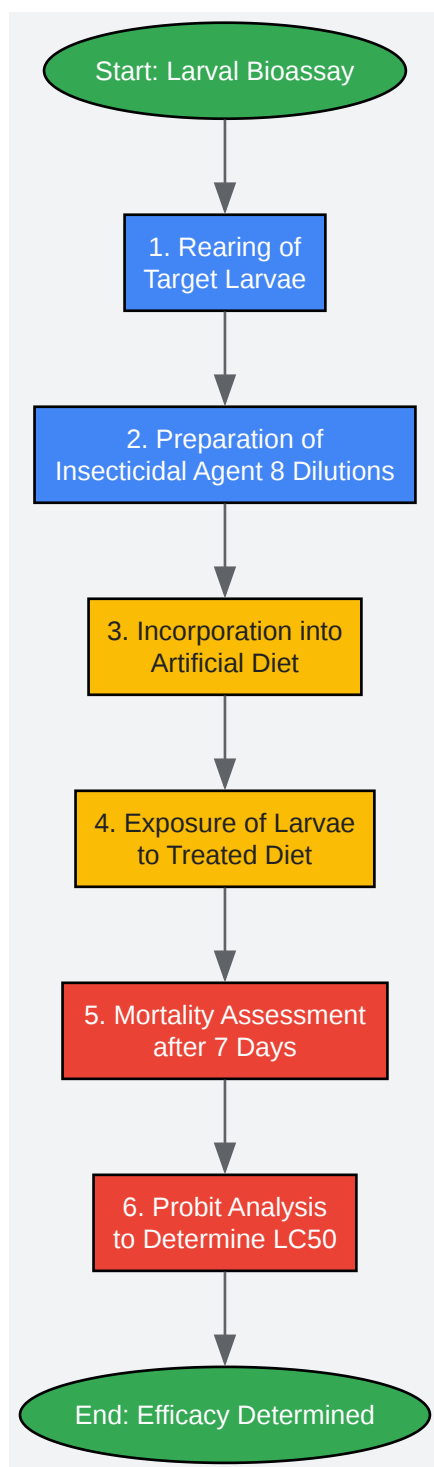 Start: Larval Bioassay
1. Rearing of
Target Larvae
2. Preparation of
Insecticidal Agent 8 Dilutions
3. Incorporation into
Artificial Diet
4. Exposure of Larvae
to Treated Diet
5. Mortality Assessment
after 7 Days
6. Probit Analysis
to Determine LC50
End: Efficacy Determined